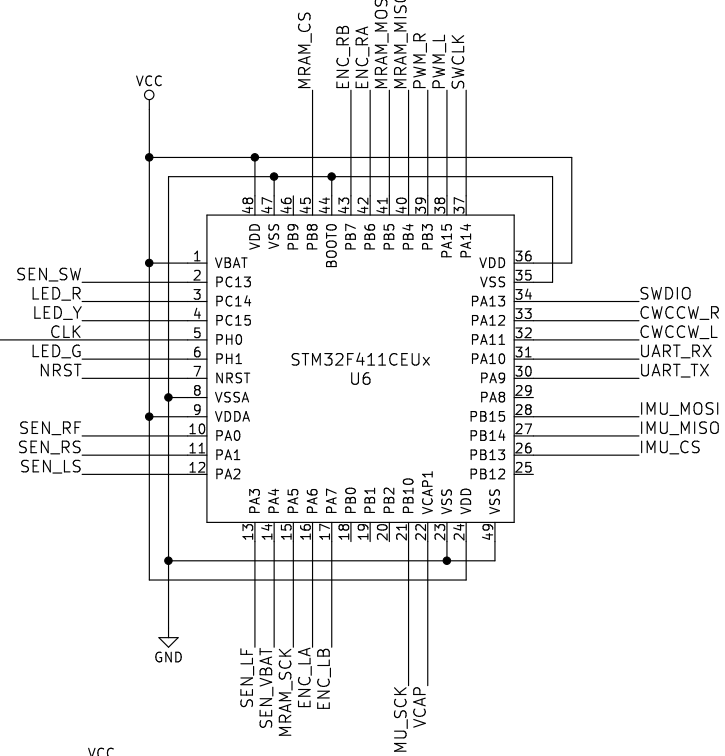 MRAM_CS
ENC_RB
ENC_RA
MRAM_MOS
MRAM_MISO
PWM_R
PWM_L
SWCLK
VCC
48
47
46
45
44
43
42
41
40
39
38
37
VDD
VSS
PB9
PB8
BOOT0
PB7
PB6
PB5
PB4
PB3
PA15
PA14
1 VBAT
SEN_SW 2 PC13
LED_R 3 PC14
LED_Y 4 PC15
CLK 5 PH0
LED_G 6 PH1
NRST 7 NRST
8 VSSA
9 VDDA
SEN_RF 10 PA0
SEN_RS 11 PA1
SEN_LS 12 PA2
STM32F411CEUx
U6
VDD 36
VSS 35
PA13 34 SWDIO
PA12 33 CWCCW_R
PA11 32 CWCCW_L
PA10 31 UART_RX
PA9 30 UART_TX
PA8 29
PB15 28 IMU_MOSI
PB14 27 IMU_MISO
PB13 26 IMU_CS
PB12 25
PA3
PA4
PA5
PA6
PA7
PB0
PB1
PB2
PB10
VCAP1
VSS
VDD
VSS
13
14
15
16
17
18
19
20
21
22
23
24
49
GND
SEN_LF
SEN_VBAT
MRAM_SCK
ENC_LA
ENC_LB
MU_SCK
VCAP
VCC